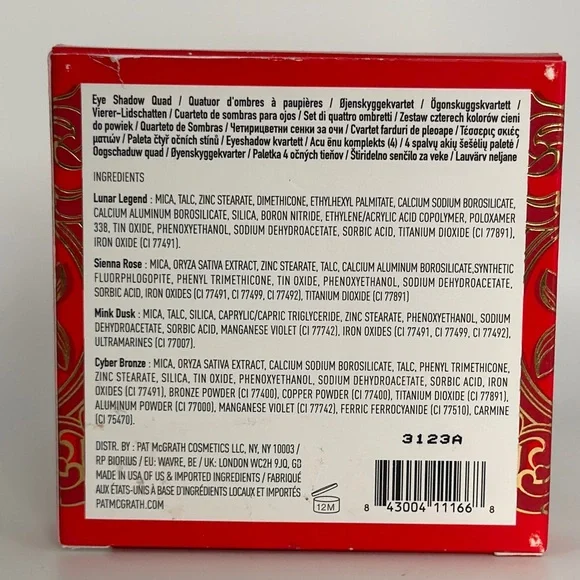 Eye Shadow Quad / Quatuor d'ombres à paupières / Øjenskyggekvartet / Ögonskuggskvartett /
Vierer-Lidschatten / Cuarteto de sombras para ojos / Set di quattro ombretti / Zestaw czterech kolorów cieni
do powiek / Quarteto de Sombras / Четирицветни сенки за очи / Cvartet farduri de pleoape / Τέσσερις σκιές
ματιών / Paleta čtyř očních stínů / Eyeshadow kvartett / Acu ēnu komplekts (4) / 4 spalvų akių šešėlių paletė /
Oogschaduw quad / Øyenskyggekvarter / Paletka 4 očných tieňov / Štiridelno senčilo za veke / Lauvärv neljane
INGREDIENTS
Lunar Legend : MICA, TALC, ZINC STEARATE, DIMETHICONE, ETHYLHEXYL PALMITATE, CALCIUM SODIUM BOROSILICATE,
CALCIUM ALUMINUM BOROSILICATE, SILICA, BORON NITRIDE, ETHYLENE/ACRYLIC ACID COPOLYMER, POLOXAMER
338, TIN OXIDE, PHENOXYETHANOL, SODIUM DEHYDROACETATE, SORBIC ACID, TITANIUM DIOXIDE (CI 77891),
IRON OXIDE (CI 77491).
Sienna Rose : MICA, ORYZA SATIVA EXTRACT, ZINC STEARATE, TALC, CALCIUM ALUMINUM BOROSILICATE,SYNTHETIC
FLUORPHLOGOPITE, PHENYL TRIMETHICONE, TIN OXIDE, PHENOXYETHANOL, SODIUM DEHYDROACETATE,
SORBIC ACID, IRON OXIDES (CI 77491, CI 77499, CI 77492), TITANIUM DIOXIDE (CI 77891)
Mink Dusk : MICA, TALC, SILICA, CAPRYLIC/CAPRIC TRIGLYCERIDE, ZINC STEARATE, PHENOXYETHANOL, SODIUM
DEHYDROACETATE, SORBIC ACID, MANGANESE VIOLET (CI 77742), IRON OXIDES (CI 77491, CI 77499, CI 77492),
ULTRAMARINES (CI 77007).
Cyber Bronze : MICA, ORYZA SATIVA EXTRACT, CALCIUM SODIUM BOROSILICATE, TALC, PHENYL TRIMETHICONE,
ZINC STEARATE, SILICA, TIN OXIDE, PHENOXYETHANOL, SODIUM DEHYDROACETATE, SORBIC ACID, IRON
OXIDES (CI 77491), BRONZE POWDER (CI 77400), COPPER POWDER (CI 77400), TITANIUM DIOXIDE (CI 77891),
ALUMINUM POWDER (CI 77000), MANGANESE VIOLET (CI 77742), FERRIC FERROCYANIDE (CI 77510), CARMINE
(CI 75470).
3123A
DISTR. BY : PAT McGRATH COSMETICS LLC, NY, NY 10003 /
RP BIORIUS / EU: WAVRE, BE / UK: LONDON WC2H 9JQ, GD
MADE IN USA OF US & IMPORTED INGREDIENTS / FABRIQUÉ
AUX ÉTATS-UNIS À BASE D'INGRÉDIENTS LOCAUX ET IMPORTÉS
PATMCGRATH.COM
12M
8 43004 11166 8